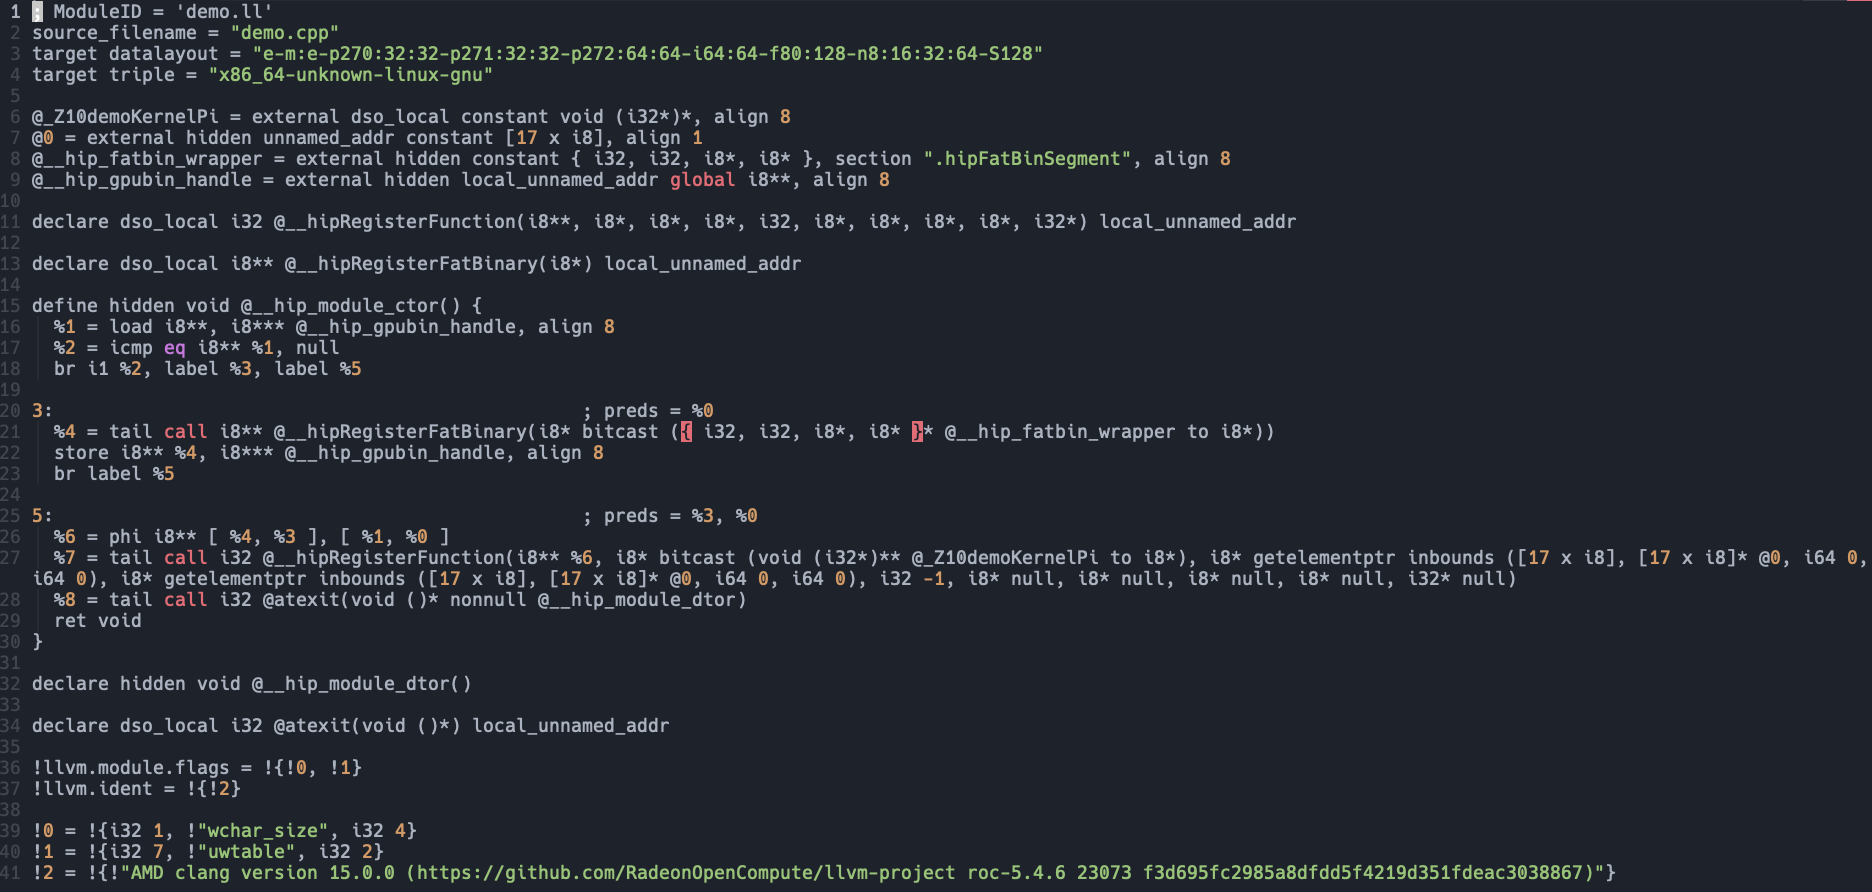 1 ; ModuleID = 'demo.ll'
2 source_filename = "demo.cpp"
3 target datalayout = "e-m:e-p270:32:32-p271:32:32-p272:64:64-i64:64-f80:128-n8:16:32:64-S128"
4 target triple = "x86_64-unknown-linux-gnu"
5
6 @_Z10demoKernelPi = external dso_local constant void (i32*)*, align 8
7 @0 = external hidden unnamed_addr constant [17 x i8], align 1
8 @__hip_fatbin_wrapper = external hidden constant { i32, i32, i8*, i8* }, section ".hipFatBinSegment", align 8
9 @__hip_gpubin_handle = external hidden local_unnamed_addr global i8**, align 8
10
11 declare dso_local i32 @__hipRegisterFunction(i8**, i8*, i8*, i8*, i32, i8*, i8*, i8*, i8*, i32*) local_unnamed_addr
12
13 declare dso_local i8** @__hipRegisterFatBinary(i8*) local_unnamed_addr
14
15 define hidden void @__hip_module_ctor() {
16   %1 = load i8**, i8*** @__hip_gpubin_handle, align 8
17   %2 = icmp eq i8** %1, null
18   br i1 %2, label %3, label %5
19
20 3:                                                ; preds = %0
21   %4 = tail call i8** @__hipRegisterFatBinary(i8* bitcast ({ i32, i32, i8*, i8* }* @__hip_fatbin_wrapper to i8*))
22   store i8** %4, i8*** @__hip_gpubin_handle, align 8
23   br label %5
24
25 5:                                                ; preds = %3, %0
26   %6 = phi i8** [ %4, %3 ], [ %1, %0 ]
27   %7 = tail call i32 @__hipRegisterFunction(i8** %6, i8* bitcast (void (i32*)** @_Z10demoKernelPi to i8*), i8* getelementptr inbounds ([17 x i8], [17 x i8]* @0, i64 0,
i64 0), i8* getelementptr inbounds ([17 x i8], [17 x i8]* @0, i64 0, i64 0), i32 -1, i8* null, i8* null, i8* null, i8* null, i32* null)
28   %8 = tail call i32 @atexit(void ()* nonnull @__hip_module_dtor)
29   ret void
30 }
31
32 declare hidden void @__hip_module_dtor()
33
34 declare dso_local i32 @atexit(void ()*) local_unnamed_addr
35
36 !llvm.module.flags = !{!0, !1}
37 !llvm.ident = !{!2}
38
39 !0 = !{i32 1, !"wchar_size", i32 4}
40 !1 = !{i32 7, !"uwtable", i32 2}
41 !2 = !{!"AMD clang version 15.0.0 (https://github.com/RadeonOpenCompute/llvm-project roc-5.4.6 23073 f3d695fc2985a8dfdd5f4219d351fdeac3038867)"}